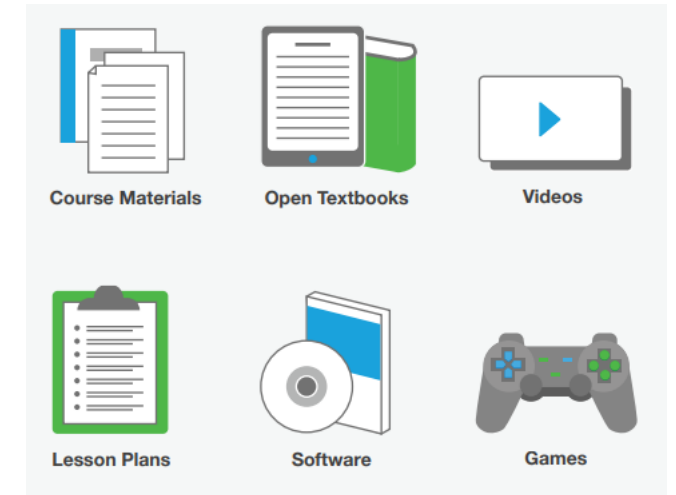 Course Materials
Open Textbooks
Videos
Lesson Plans
Software
Games